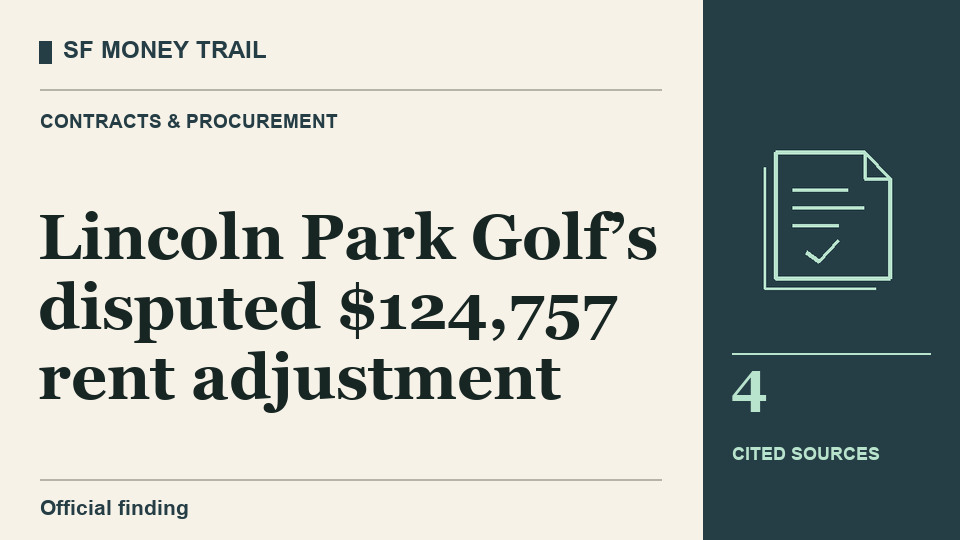 SF MONEY TRAIL
CONTRACTS & PROCUREMENT
Lincoln Park Golf’s
disputed $124,757
rent adjustment
Official finding
4
CITED SOURCES